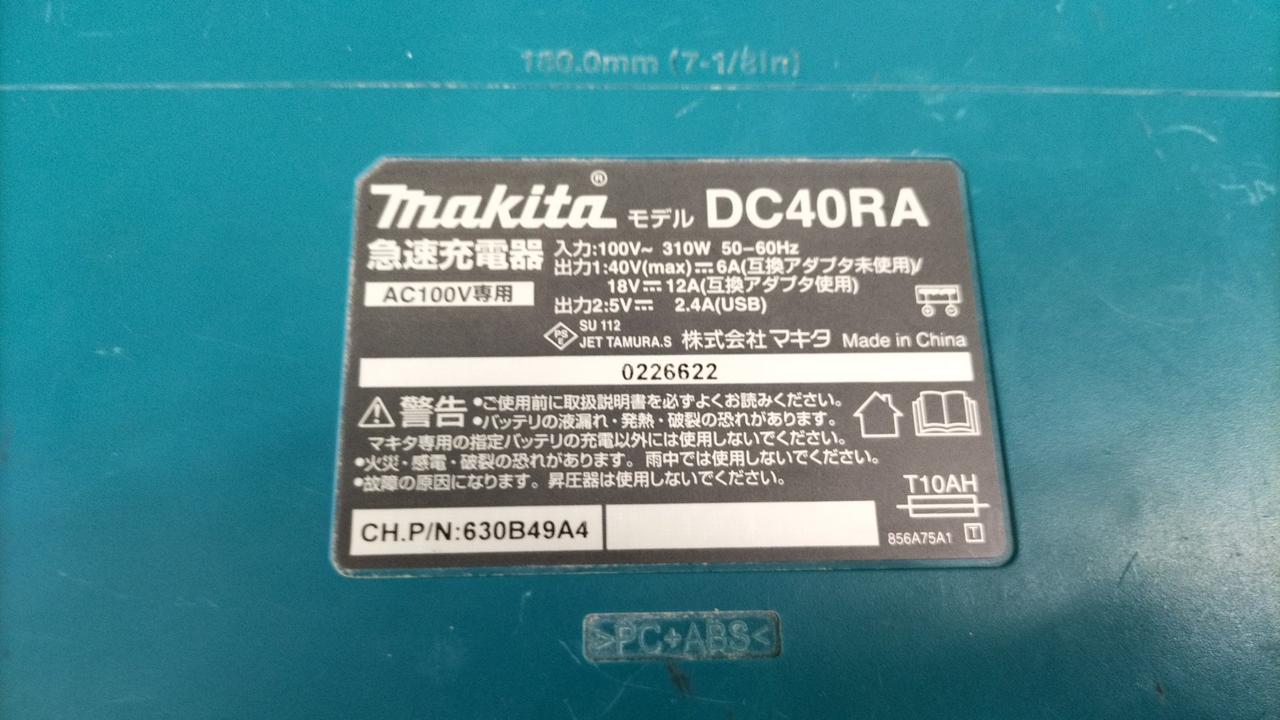 160.0mm (7-1/8in)
makita® モデル DC40RA
急速充電器
AC100V専用
入力:100V~ 310W 50-60Hz
出力1:40V(max)⎓6A(互換アダプタ未使用)/
18V⎓12A(互換アダプタ使用)
出力2:5V⎓ 2.4A(USB)
PS E
SU 112
JET TAMURA.S
株式会社マキタ Made in China
0226622
警告 •ご使用前に取扱説明書を必ずよくお読みください。
•バッテリの液漏れ・発熱・破裂の恐れがあります。
マキタ専用の指定バッテリの充電以外には使用しないでください。
•火災・感電・破裂の恐れがあります。雨中では使用しないでください。
•故障の原因になります。昇圧器は使用しないでください。
T10AH
CH.P/N:630B49A4
856A75A1 T
>PC+ABS<